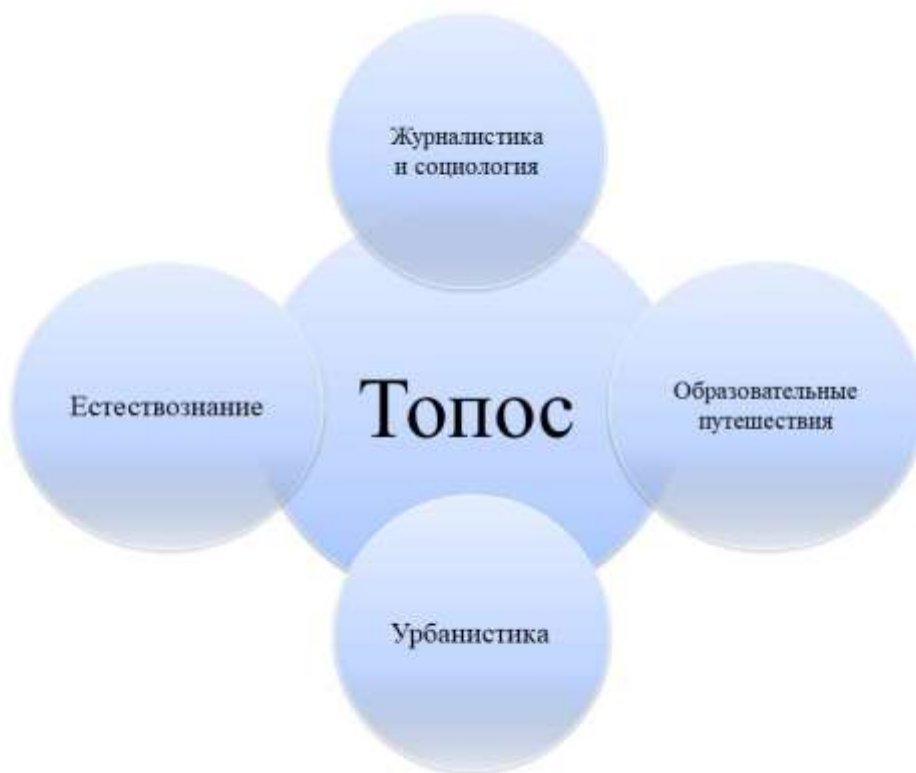 Журналистика
и социология
Естествознание
Топос
Образовательные
путешествия
Урбанистика